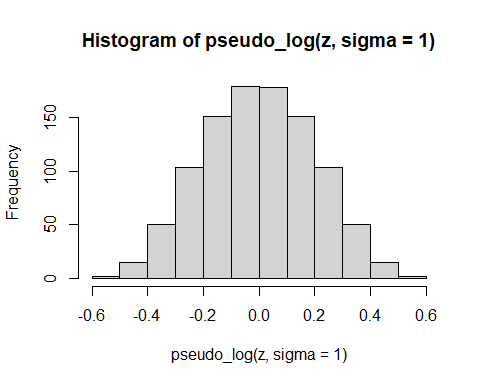 Histogram of pseudo_log(z, sigma = 1)
Frequency
150
100
50
0
-0.6 -0.4 -0.2 0.0 0.2 0.4 0.6
pseudo_log(z, sigma = 1)